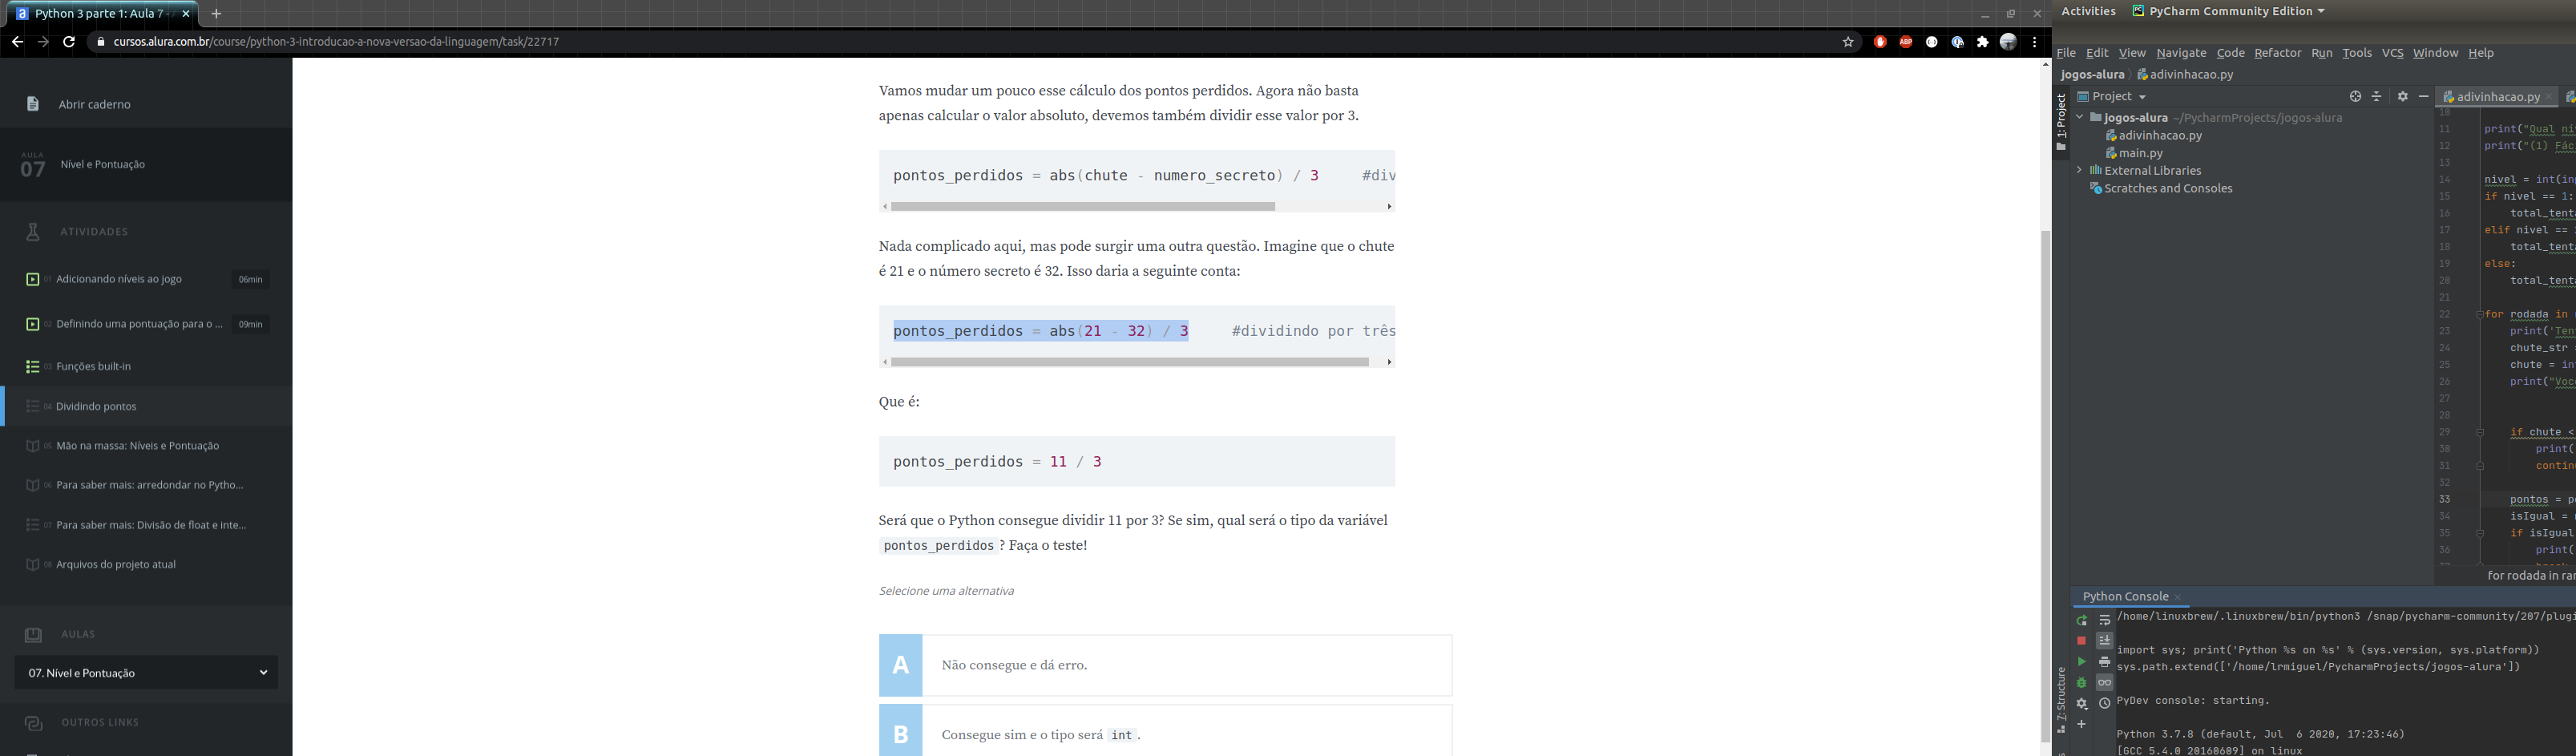 Python 3 parte 1: Aula 7 -
cursos.alura.com.br/course/python-3-introducao-a-nova-versao-da-linguagem/task/22717
ABP
Abrir caderno
AULA
07
Nível e Pontuação
ATIVIDADES
01 Adicionando níveis ao jogo 06min
02 Definindo uma pontuação para o ... 09min
03 Funções built-in
04 Dividindo pontos
05 Mão na massa: Níveis e Pontuação
06 Para saber mais: arredondar no Pytho...
07 Para saber mais: Divisão de float e inte...
08 Arquivos do projeto atual
AULAS
07. Nível e Pontuação
OUTROS LINKS
Vamos mudar um pouco esse cálculo dos pontos perdidos. Agora não basta
apenas calcular o valor absoluto, devemos também dividir esse valor por 3.
pontos_perdidos = abs(chute - numero_secreto) / 3 #div
Nada complicado aqui, mas pode surgir uma outra questão. Imagine que o chute
é 21 e o número secreto é 32. Isso daria a seguinte conta:
pontos_perdidos = abs(21 - 32) / 3 #dividindo por três
Que é:
pontos_perdidos = 11 / 3
Será que o Python consegue dividir 11 por 3? Se sim, qual será o tipo da variável
pontos_perdidos ? Faça o teste!
Selecione uma alternativa
A Não consegue e dá erro.
B Consegue sim e o tipo será int .
Activities PyCharm Community Edition
File Edit View Navigate Code Refactor Run Tools VCS Window Help
jogos-alura adivinhacao.py
1: Project
Project
adivinhacao.py
jogos-alura ~/PycharmProjects/jogos-alura
adivinhacao.py
main.py
External Libraries
Scratches and Consoles
10
11 print("Qual ní
12 print("(1) Fác
13
14 nivel = int(in
15 if nivel == 1:
16 total_tenta
17 elif nivel ==
18 total_tenta
19 else:
20 total_tenta
21
22 for rodada in
23 print('Ten
24 chute_str =
25 chute = in
26 print("Voc
27
28
29 if chute <
30 print(
31 contin
32
33 pontos = p
34 isIgual =
35 if isIgual
36 print(
for rodada in ran
Python Console
/home/linuxbrew/.linuxbrew/bin/python3 /snap/pycharm-community/207/plugi
import sys; print('Python %s on %s' % (sys.version, sys.platform))
sys.path.extend(['/home/lrmiguel/PycharmProjects/jogos-alura'])
PyDev console: starting.
Python 3.7.8 (default, Jul 6 2020, 17:23:46)
[GCC 5.4.0 20160609] on linux
7: Structure